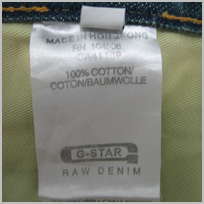 MADE IN HONG KONG
100% COTTON/
COTON/BAUMWOLLE
G-STAR
RAW DENIM